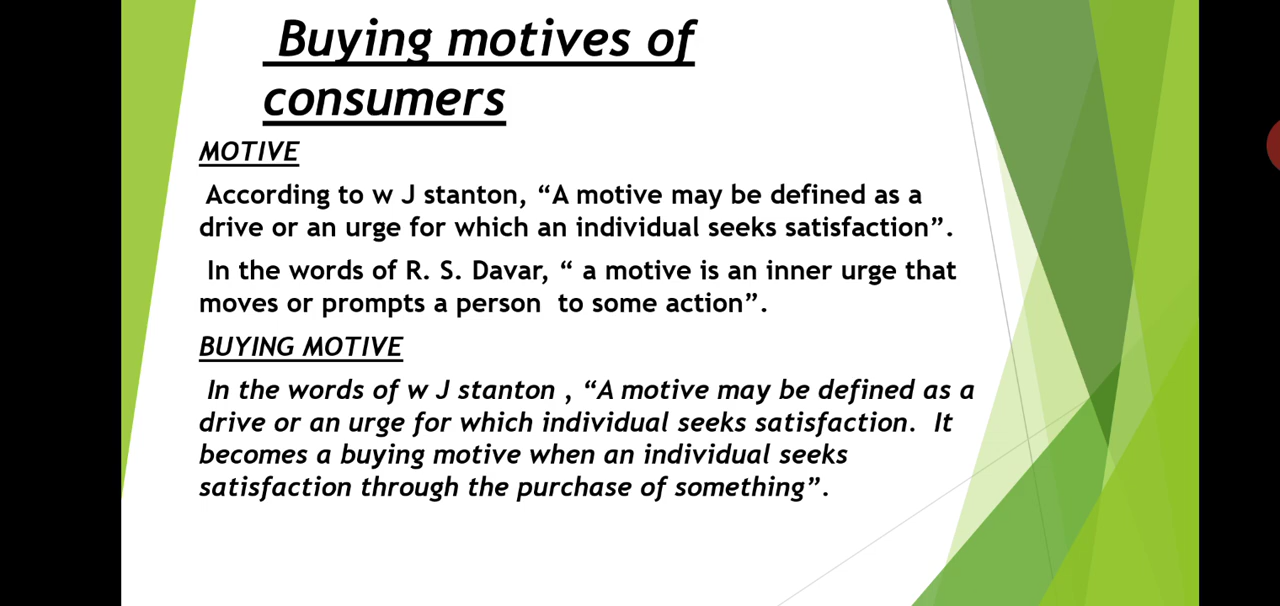 Buying motives of
consumers
MOTIVE
According to w J stanton, “A motive may be defined as a
drive or an urge for which an individual seeks satisfaction”.
In the words of R. S. Davar, “ a motive is an inner urge that
moves or prompts a person  to some action”.
BUYING MOTIVE
In the words of w J stanton , “A motive may be defined as a
drive or an urge for which individual seeks satisfaction.  It
becomes a buying motive when an individual seeks
satisfaction through the purchase of something”.